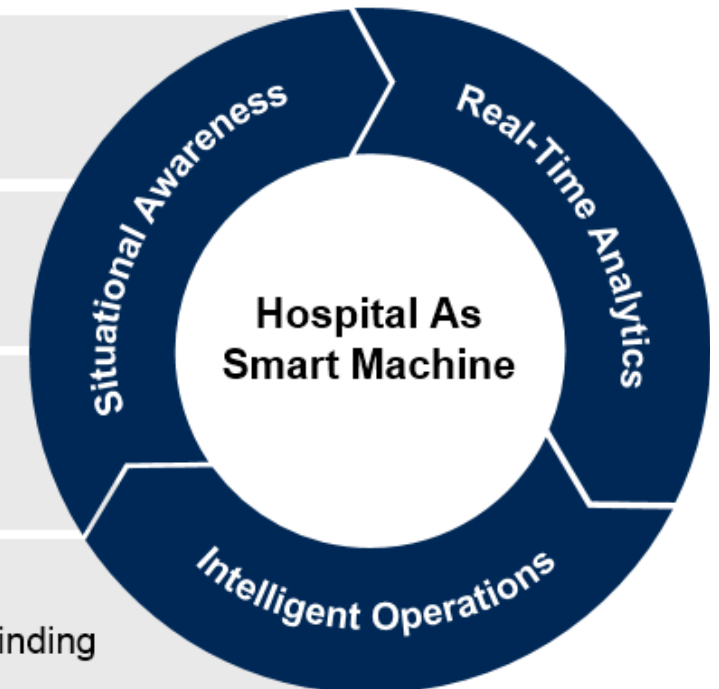 Situational Awareness
Real-Time Analytics
Hospital As
Smart Machine
Intelligent Operations
inding